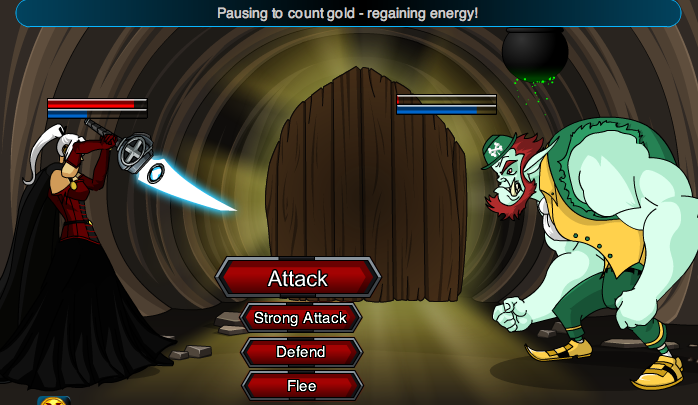 Pausing to count gold - regaining energy!
Attack
Strong Attack
Defend
Flee